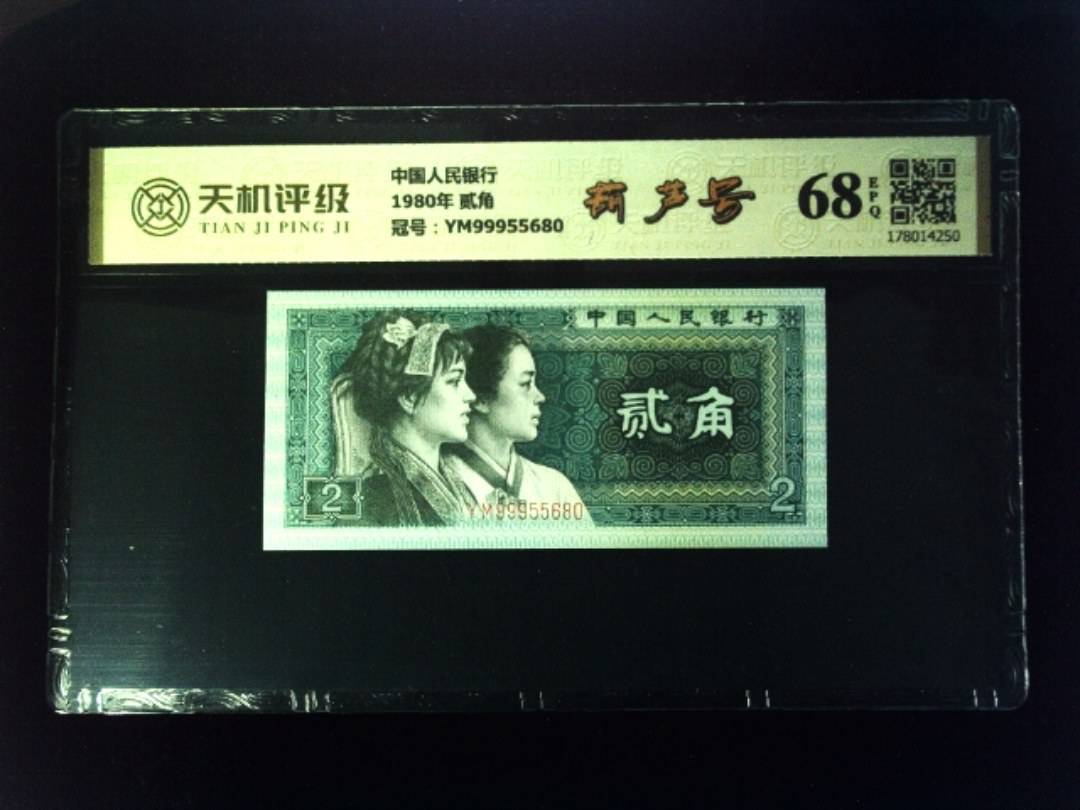 天机评级
TIAN JI PING JI
中国人民银行
1980年 贰角
冠号：YM99955680
葫芦号
68
EPQ
178014250
中国人民银行
贰角
2
YM99955680
2